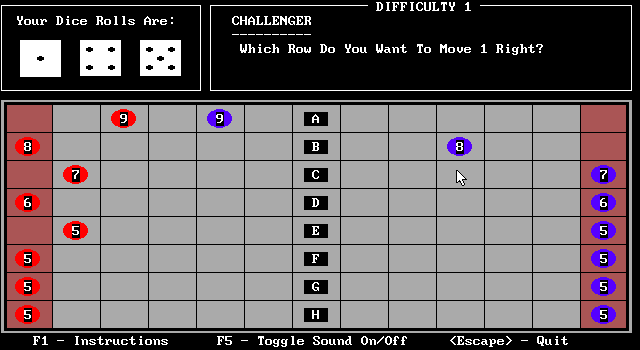 DIFFICULTY 1
Your Dice Rolls Are:
CHALLENGER
----------
Which Row Do You Want To Move 1 Right?
9 9 A
8 B 8
7 C 7
6 D 6
5 E 5
5 F 5
5 G 5
5 H 5
F1 - Instructions F5 - Toggle Sound On/Off <Escape> - Quit